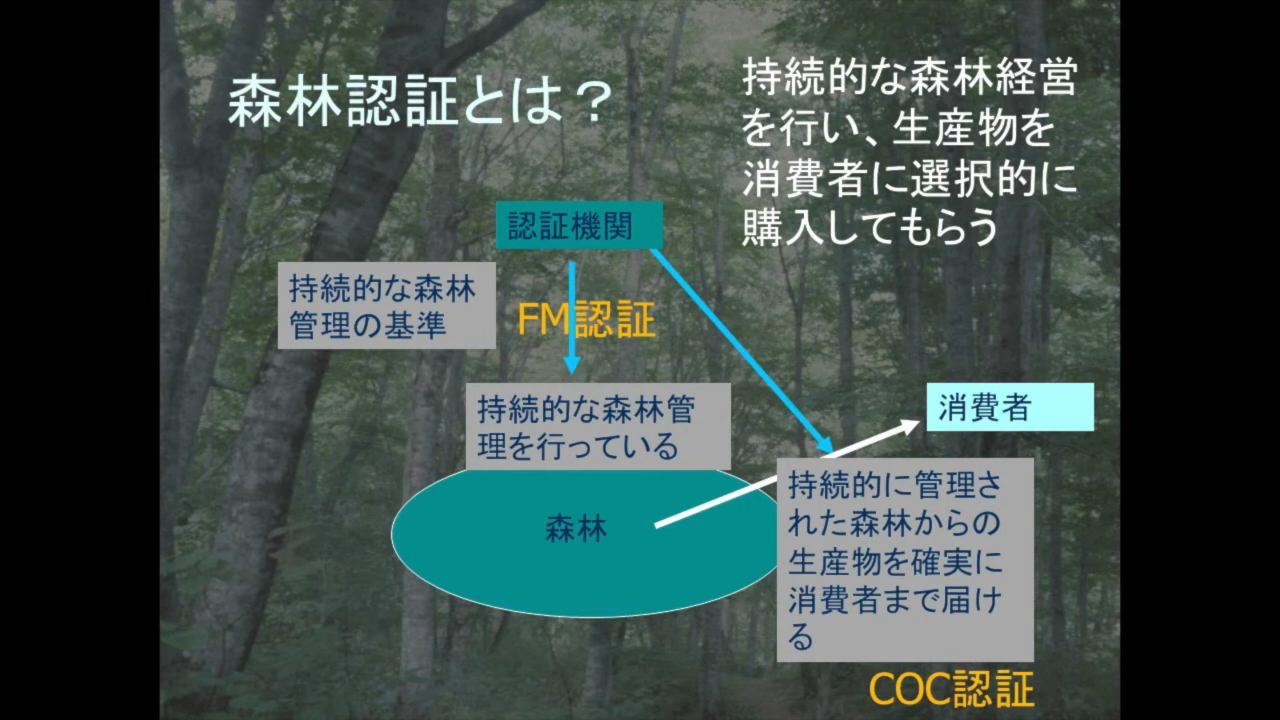 森林認証とは？
持続的な森林経営
を行い、生産物を
消費者に選択的に
購入してもらう
認証機関
持続的な森林
管理の基準
FM認証
持続的な森林管
理を行っている
消費者
森林
持続的に管理さ
れた森林からの
生産物を確実に
消費者まで届け
る
COC認証